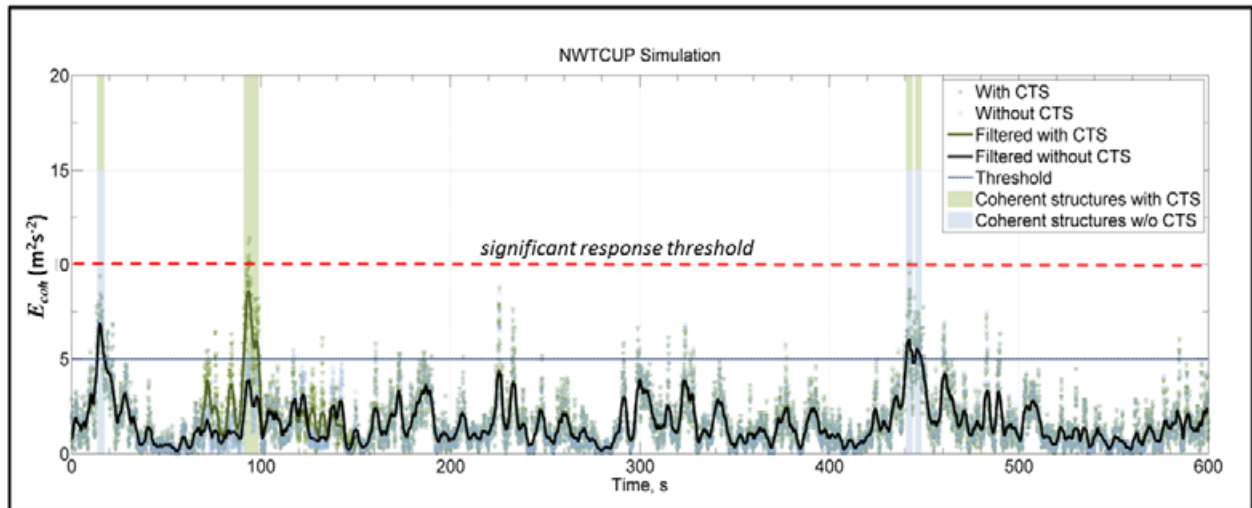 NWTCUP Simulation
20
15
10
5
0
E_coh (m²s⁻²)
With CTS
Without CTS
Filtered with CTS
Filtered without CTS
Threshold
Coherent structures with CTS
Coherent structures w/o CTS
significant response threshold
0 100 200 300 400 500 600
Time, s